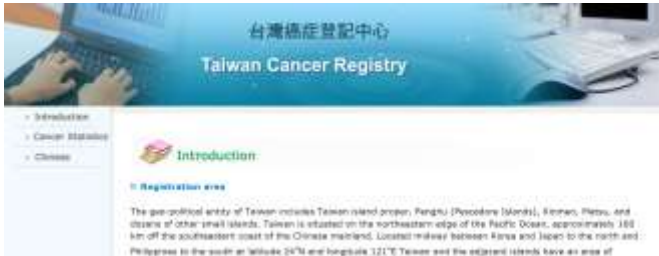 台灣癌症登記中心
Taiwan Cancer Registry
Introduction
Cancer Statistics
Chinese
Introduction
Registration area
The geo-political entity of Taiwan includes Taiwan island proper, Penghu (Pescadore Islands), Kinmen, Matsu, and
dozens of other small islands. Taiwan is situated on the northeastern edge of the Pacific Ocean, approximately 160
km off the southeastern coast of the Chinese mainland. Located midway between Korea and Japan to the north and
Philippines to the south at latitude 24°N and longitude 121°E Taiwan and the adjacent islands have an area of